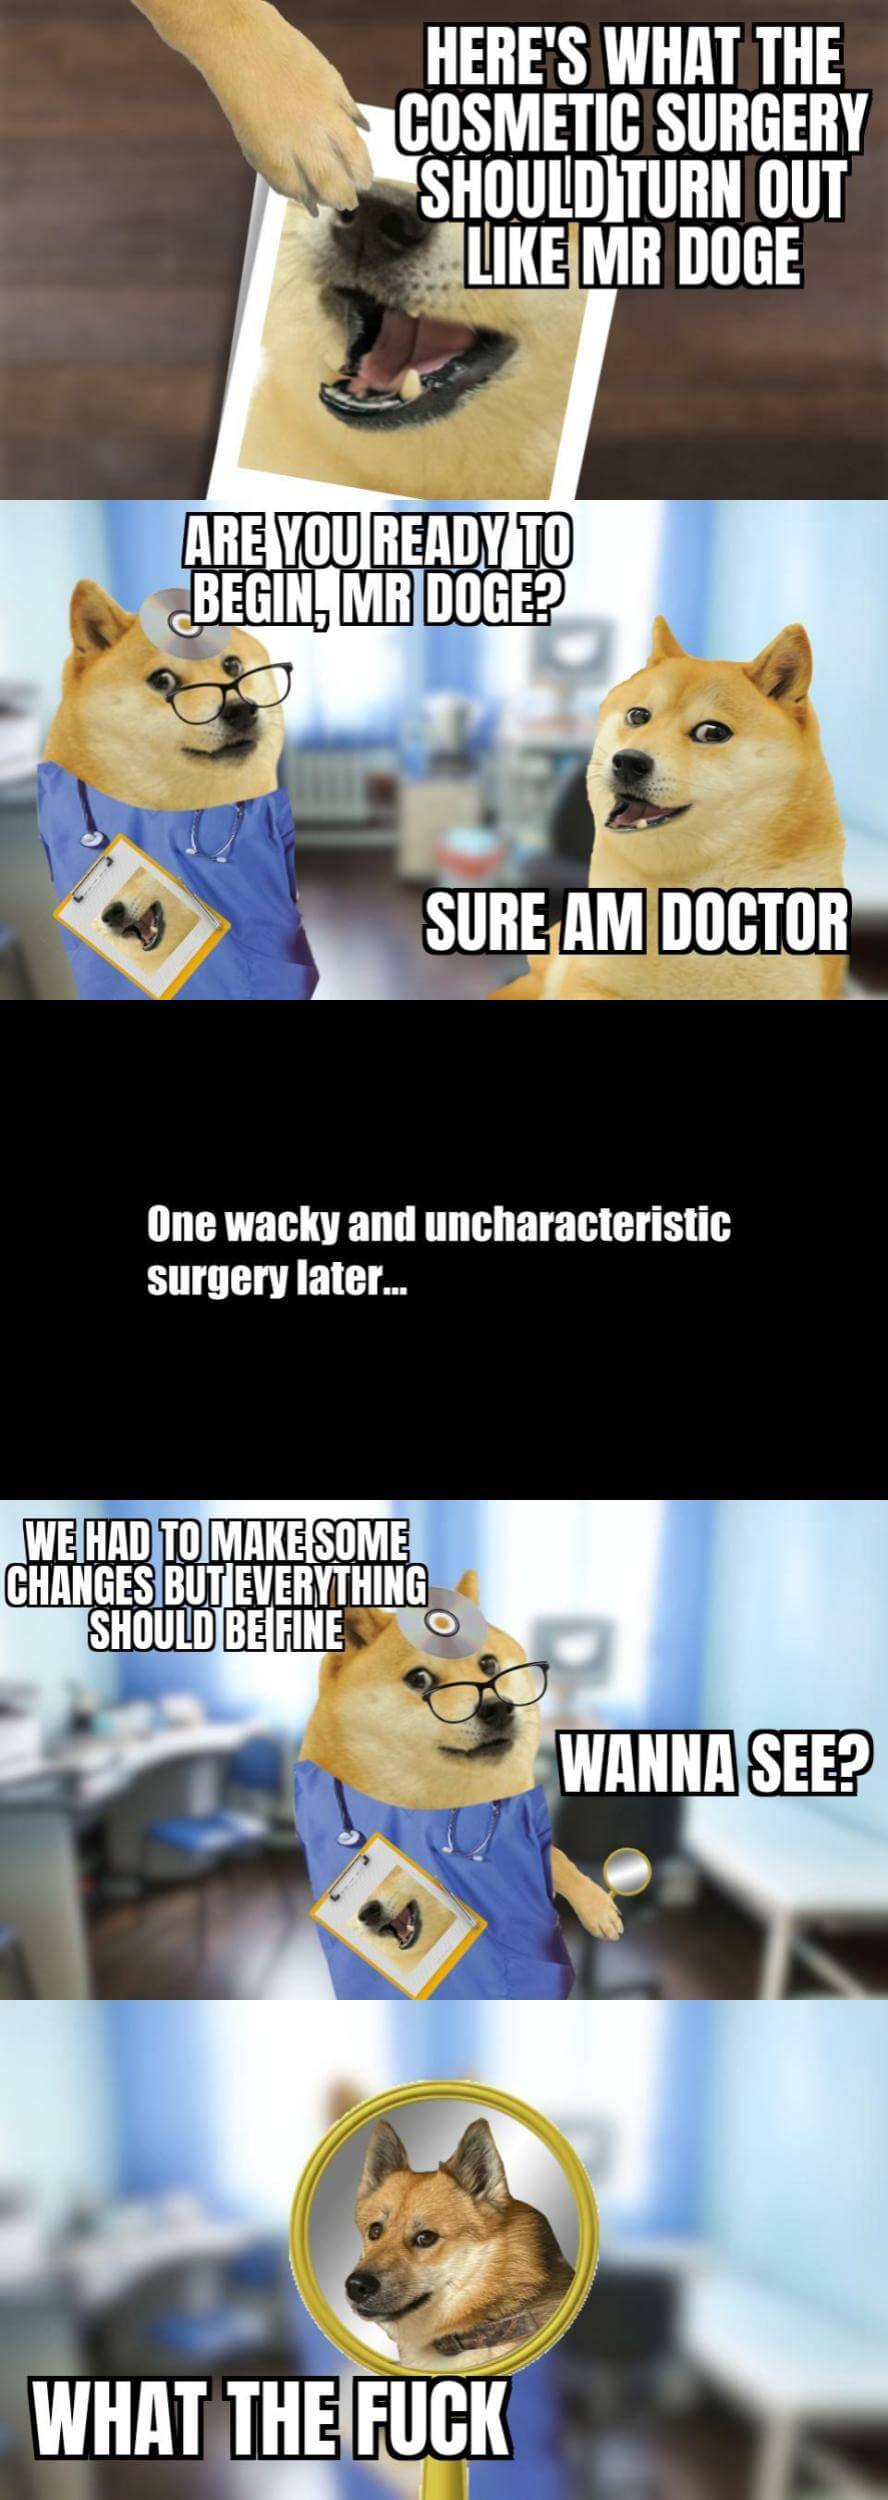 HERE'S WHAT THE
COSMETIC SURGERY
SHOULD TURN OUT
LIKE MR DOGE
ARE YOU READY TO
BEGIN, MR DOGE?
SURE AM DOCTOR
One wacky and uncharacteristic
surgery later...
WE HAD TO MAKE SOME
CHANGES BUT EVERYTHING
SHOULD BE FINE
WANNA SEE?
WHAT THE FUCK